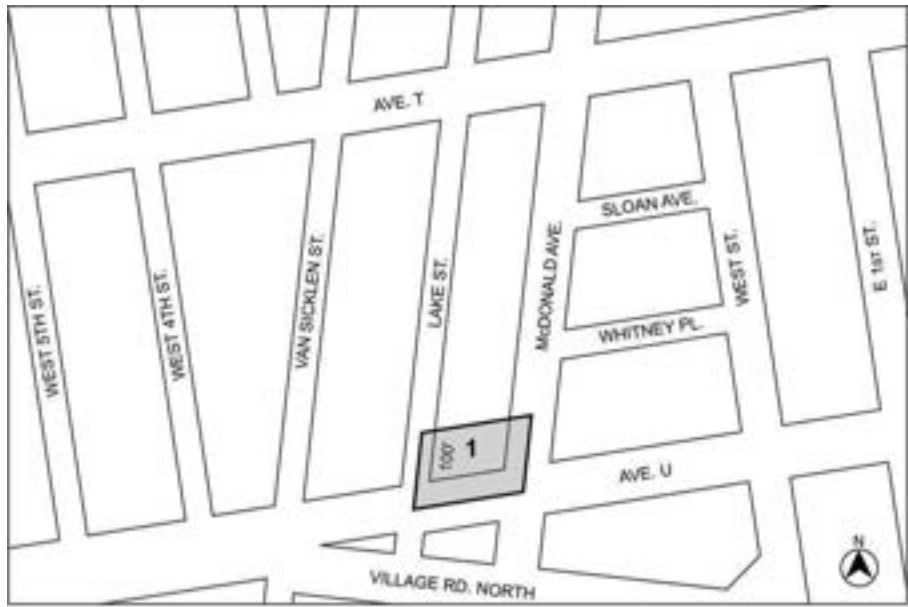 AVE. T
SLOAN AVE.
WEST 5TH ST.
WEST 4TH ST.
VAN SICKLEN ST.
LAKE ST.
McDONALD AVE.
WEST ST.
E. 1ST ST.
WHITNEY PL.
100'
1
AVE. U
N
VILLAGE RD. NORTH